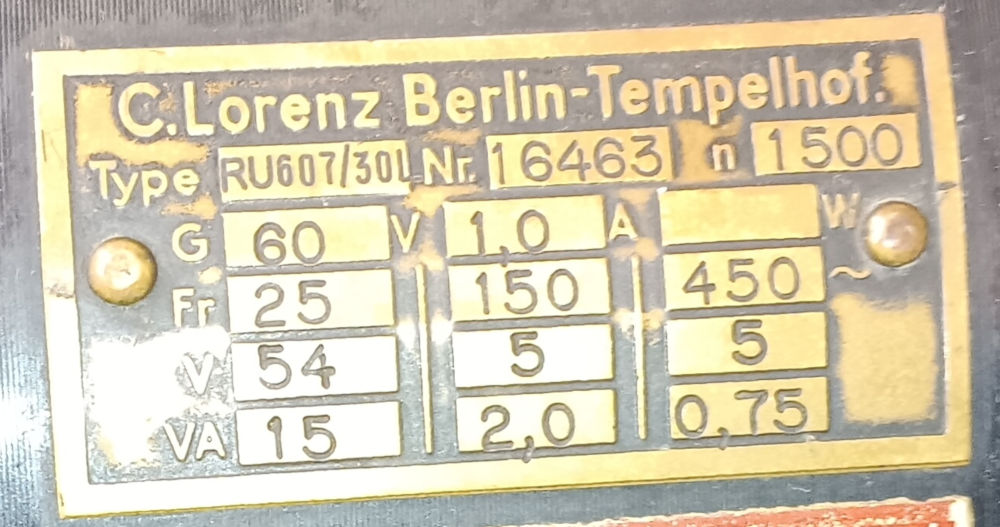 C. Lorenz Berlin-Tempelhof.
Type RU607/30L Nr. 16463 n 1500
G 60 V 1,0 A W
Fr 25 150 450 ~
V 54 5 5
VA 15 2,0 0,75